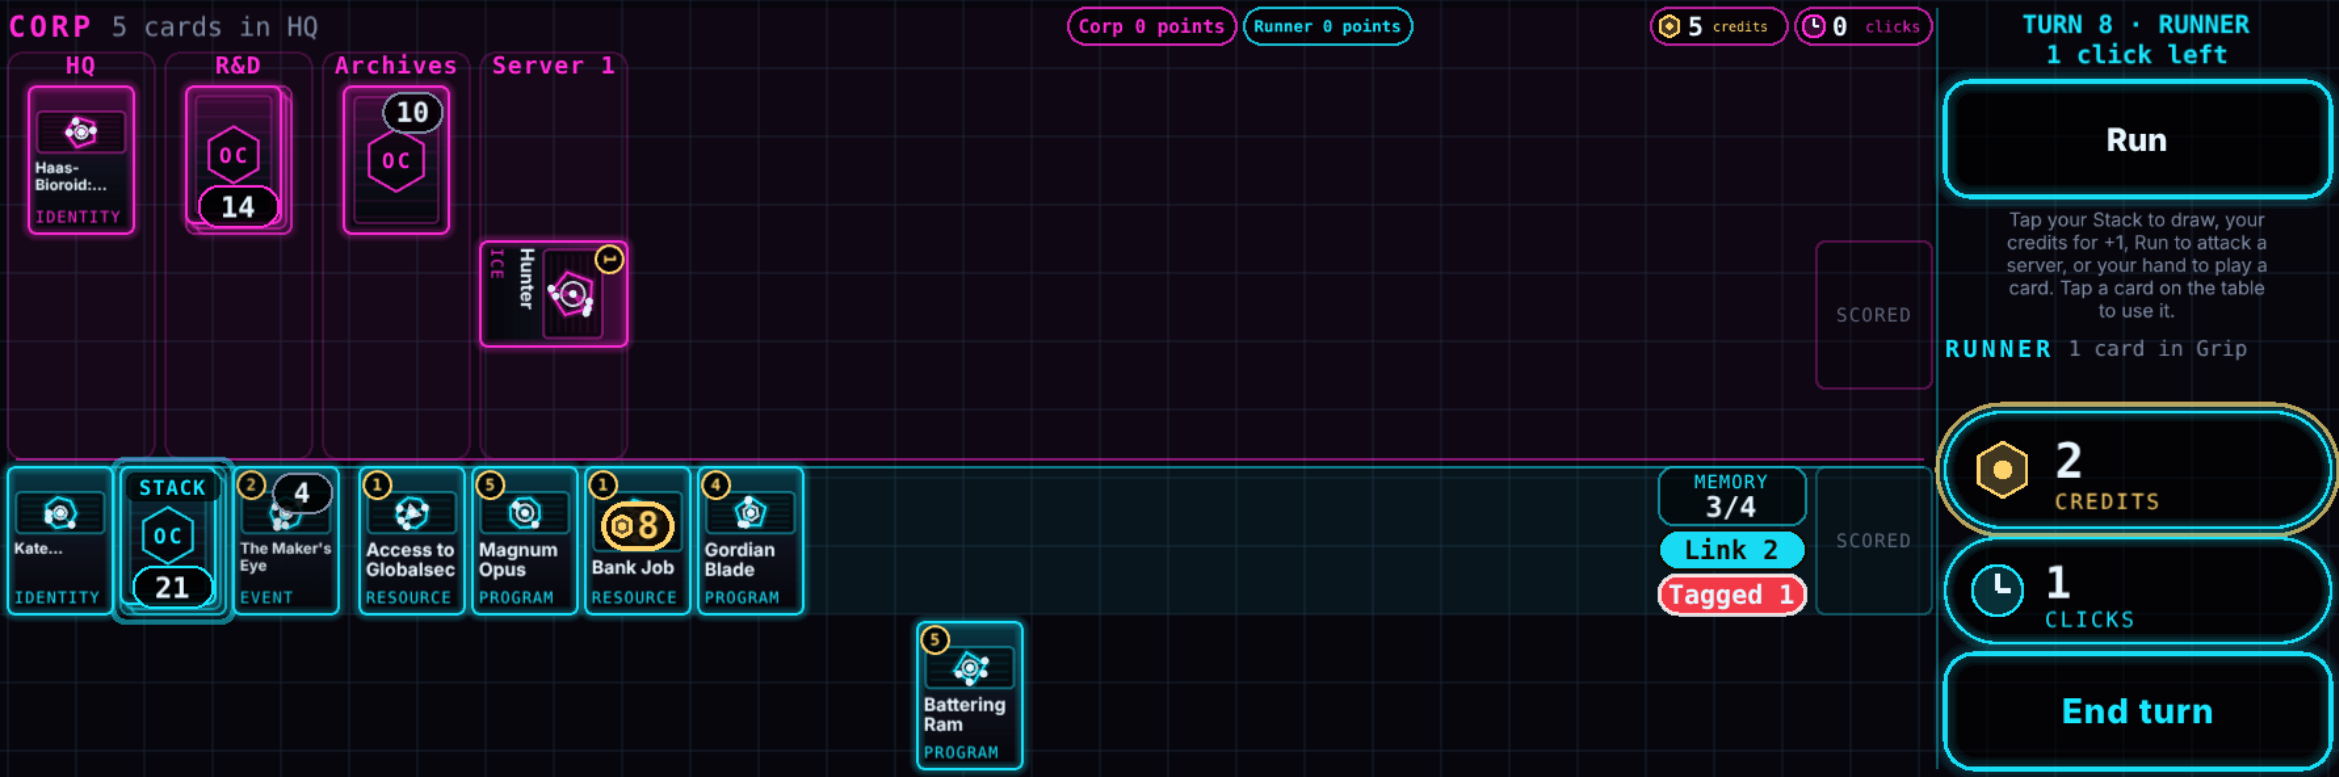 CORP 5 cards in HQ
Corp 0 points
Runner 0 points
5 credits
0 clicks
TURN 8 · RUNNER
1 click left
HQ
R&D
Archives
Server 1
Run
Haas-
Bioroid:...
IDENTITY
OC
14
10
OC
Tap your Stack to draw, your
credits for +1, Run to attack a
server, or your hand to play a
card. Tap a card on the table
to use it.
ICE
Hunter
1
SCORED
RUNNER 1 card in Grip
2
CREDITS
1
CLICKS
End turn
Kate...
IDENTITY
STACK
OC
21
2
4
The Maker's
Eye
EVENT
1
Access to
Globalsec
RESOURCE
5
Magnum
Opus
PROGRAM
1
8
Bank Job
RESOURCE
4
Gordian
Blade
PROGRAM
MEMORY
3/4
Link 2
Tagged 1
SCORED
5
Battering
Ram
PROGRAM